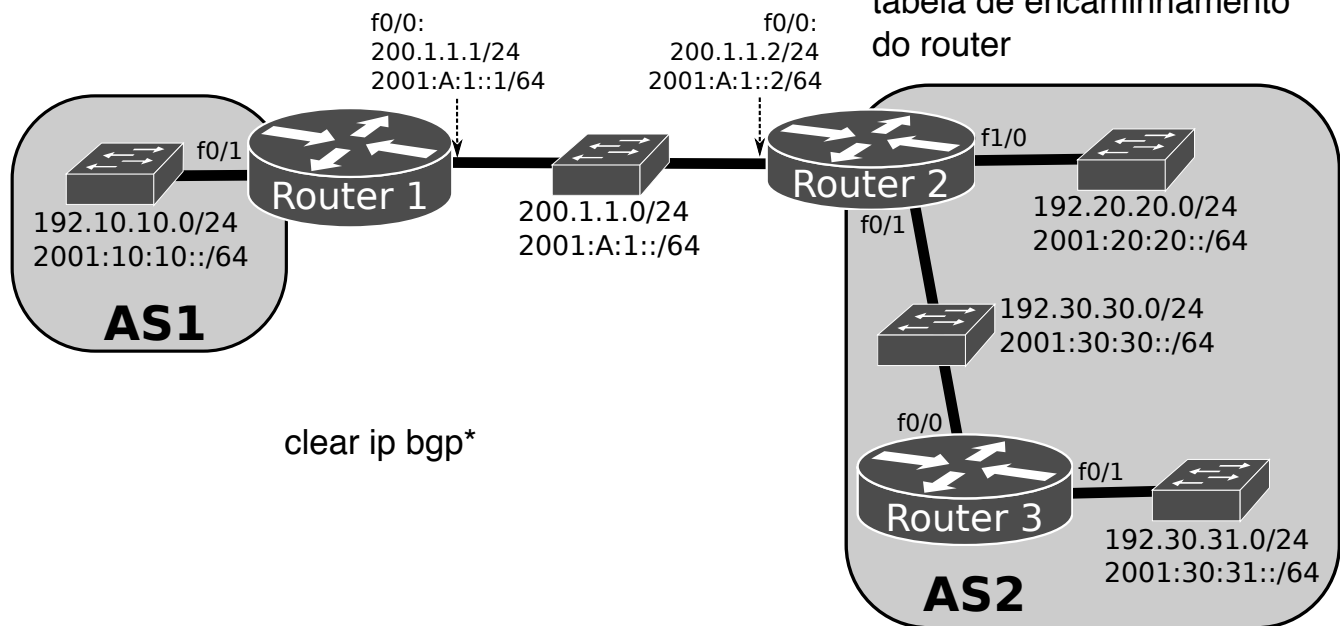 tabela de encaminhamento
do router
f0/0:
200.1.1.1/24
2001:A:1::1/64
f0/0:
200.1.1.2/24
2001:A:1::2/64
f0/1
Router 1
192.10.10.0/24
2001:10:10::/64
AS1
200.1.1.0/24
2001:A:1::/64
Router 2
f1/0
f0/1
192.20.20.0/24
2001:20:20::/64
192.30.30.0/24
2001:30:30::/64
clear ip bgp*
f0/0
Router 3
f0/1
192.30.31.0/24
2001:30:31::/64
AS2